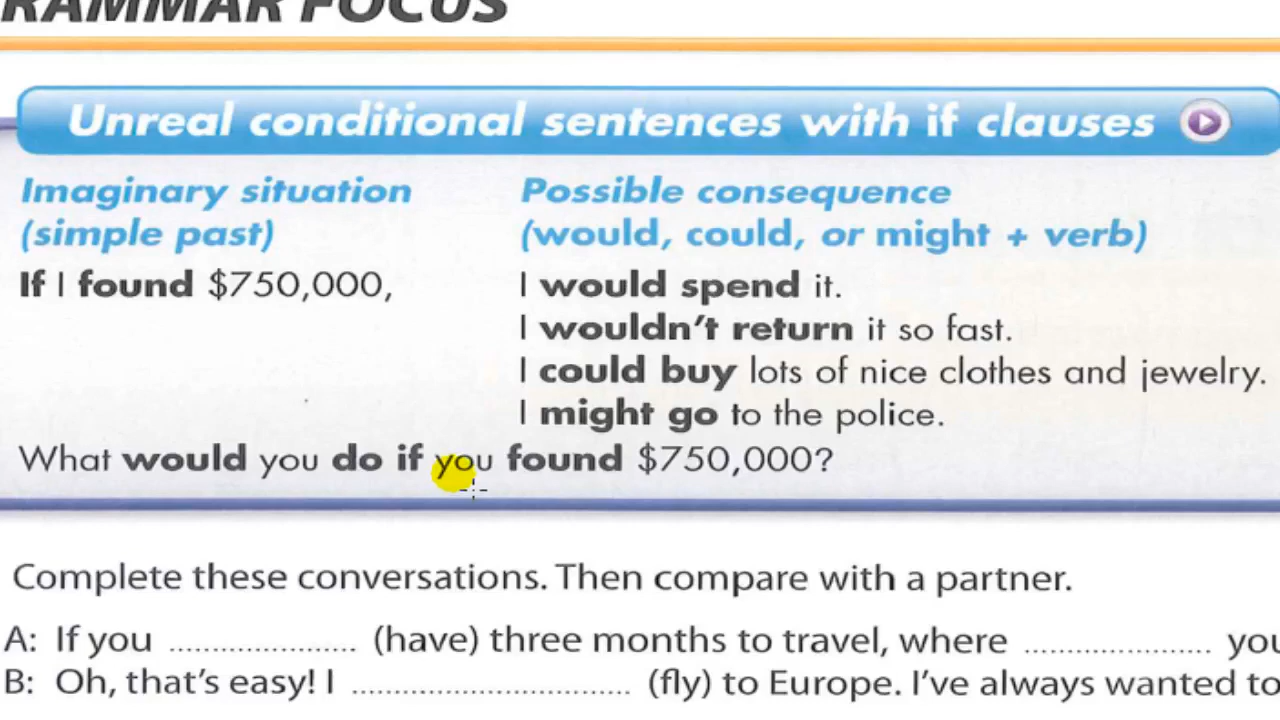 GRAMMAR FOCUS
Unreal conditional sentences with if clauses
Imaginary situation
(simple past)
Possible consequence
(would, could, or might + verb)
If I found $750,000,
I would spend it.
I wouldn't return it so fast.
I could buy lots of nice clothes and jewelry.
I might go to the police.
What would you do if you found $750,000?
Complete these conversations. Then compare with a partner.
A: If you .................... (have) three months to travel, where .................... you
B: Oh, that's easy! I .............................. (fly) to Europe. I've always wanted to